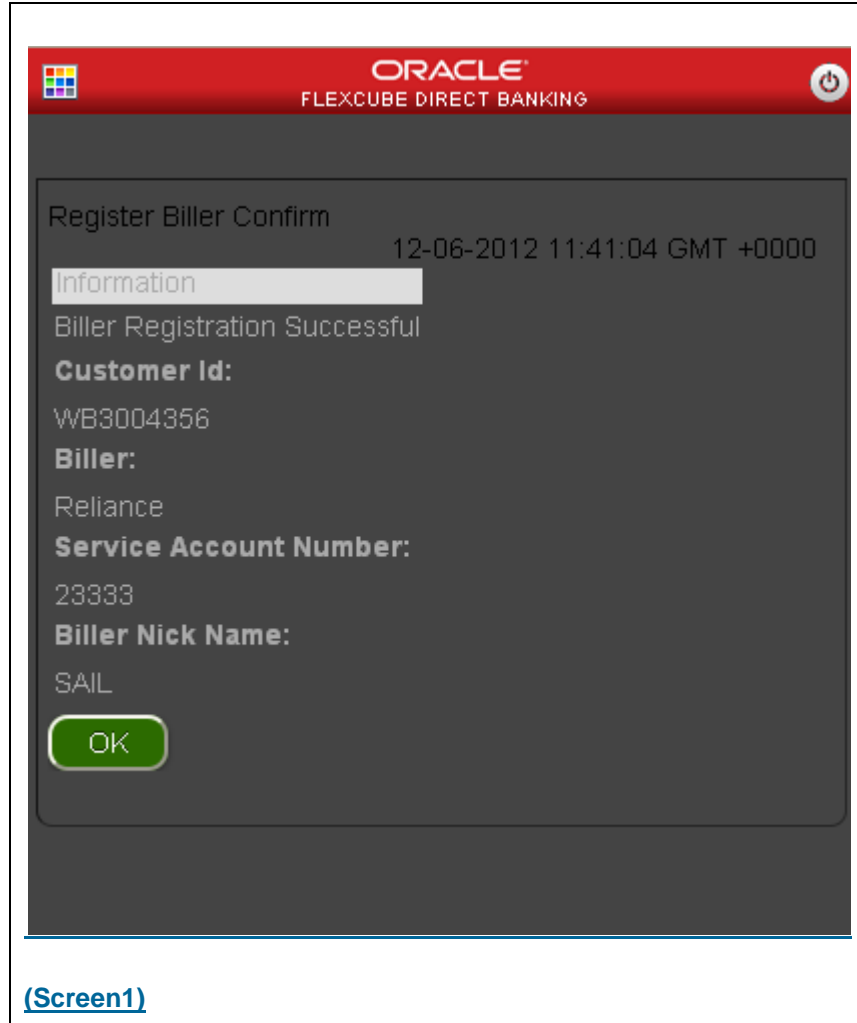 ORACLE®
FLEXCUBE DIRECT BANKING
Register Biller Confirm
12-06-2012 11:41:04 GMT +0000
Information
Biller Registration Successful
Customer Id:
WB3004356
Biller:
Reliance
Service Account Number:
23333
Biller Nick Name:
SAIL
OK
(Screen1)